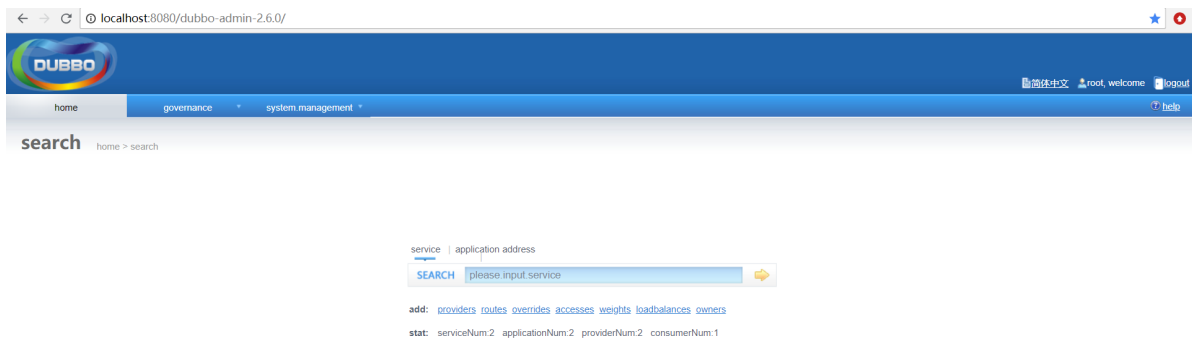 localhost:8080/dubbo-admin-2.6.0/
DUBBO
简体中文 root, welcome logout
home governance system.management help
search home > search
service | application address
SEARCH please.input.service
add: providers routes overrides accesses weights loadbalances owners
stat: serviceNum:2 applicationNum:2 providerNum:2 consumerNum:1